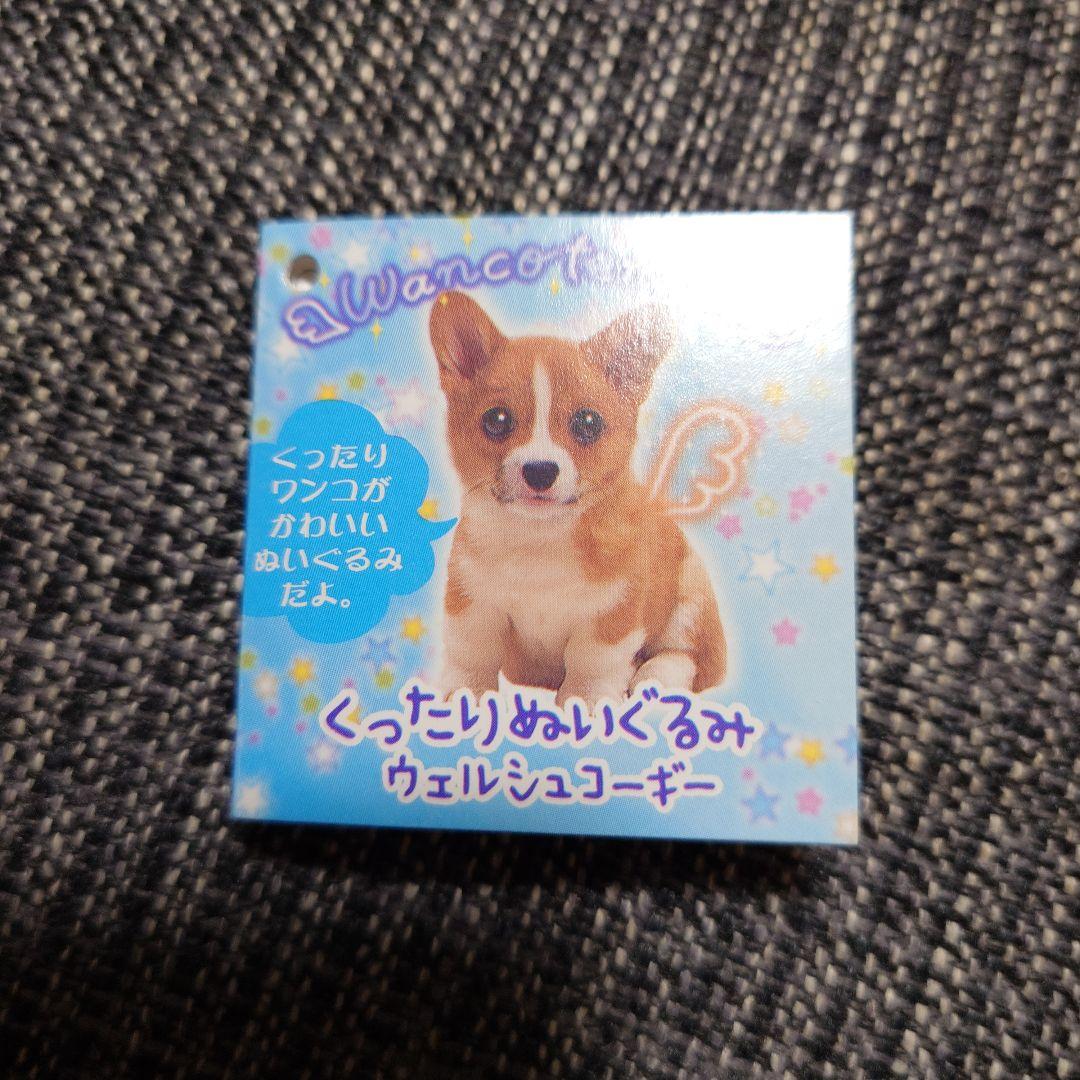 くったり
ワンコが
かわいい
ぬいぐるみ
だよ。
くったりぬいぐるみ
ウェルシュコーギー